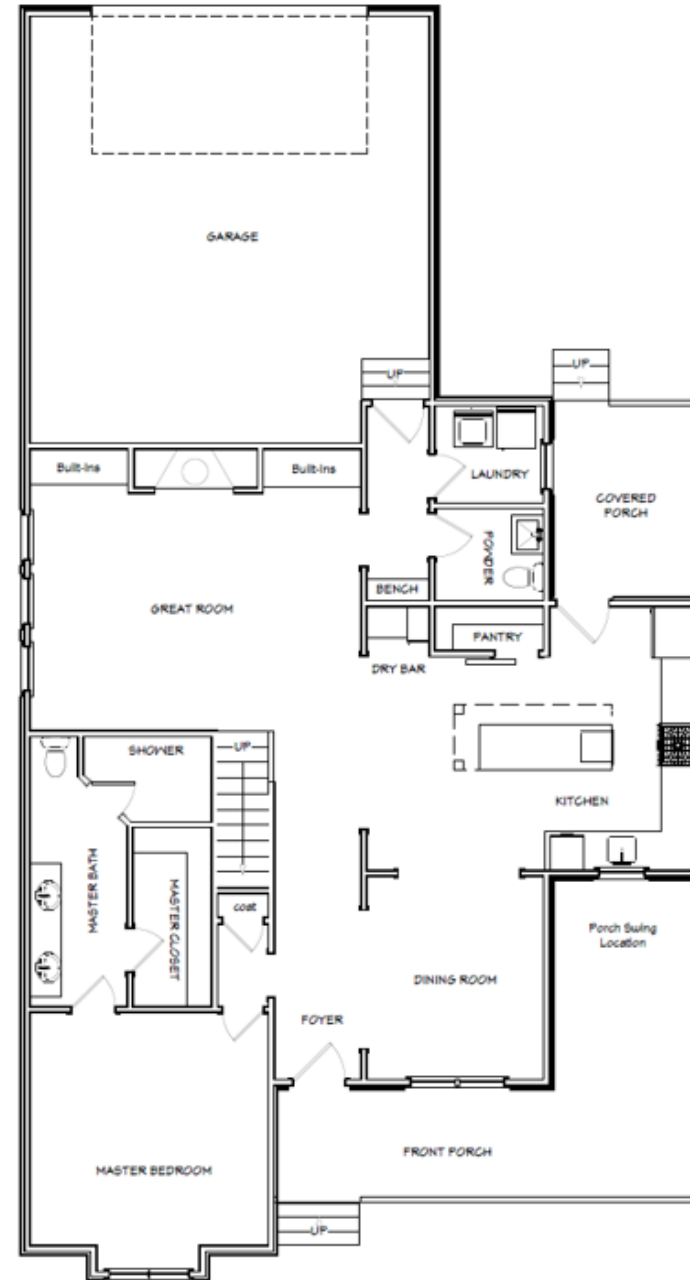 GARAGE
UP
UP
Built-Ins
Built-Ins
LAUNDRY
COVERED
PORCH
POWDER
BENCH
GREAT ROOM
PANTRY
DRY BAR
UP
SHOWER
KITCHEN
MASTER BATH
MASTER CLOSET
coat
Porch Swing
Location
DINING ROOM
FOYER
FRONT PORCH
MASTER BEDROOM
UP